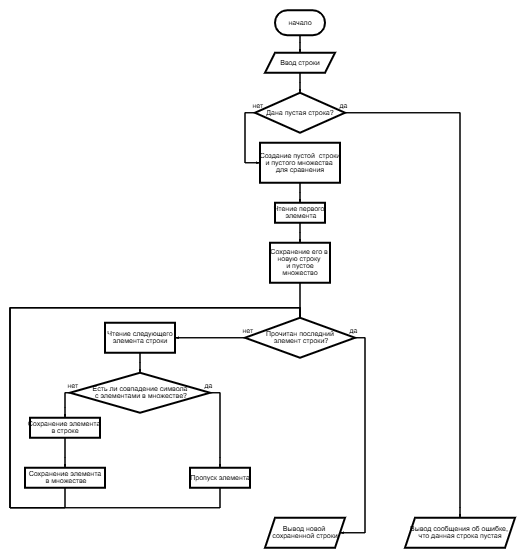 начало
Ввод строки
нет
да
Дана пустая строка?
Создание пустой строки
и пустого множества
для сравнения
Чтение первого
элемента
Сохранение его в
новую строку
и пустое
множество
нет
да
Прочитан последний
элемент строки?
Чтение следующего
элемента строки
нет
да
Есть ли совпадение символа
с элементами в множестве?
Сохранение элемента
в строке
Сохранение элемента
в множестве
Пропуск элемента
Вывод новой
сохраненной строки
Вывод сообщения об ошибке,
что данная строка пустая